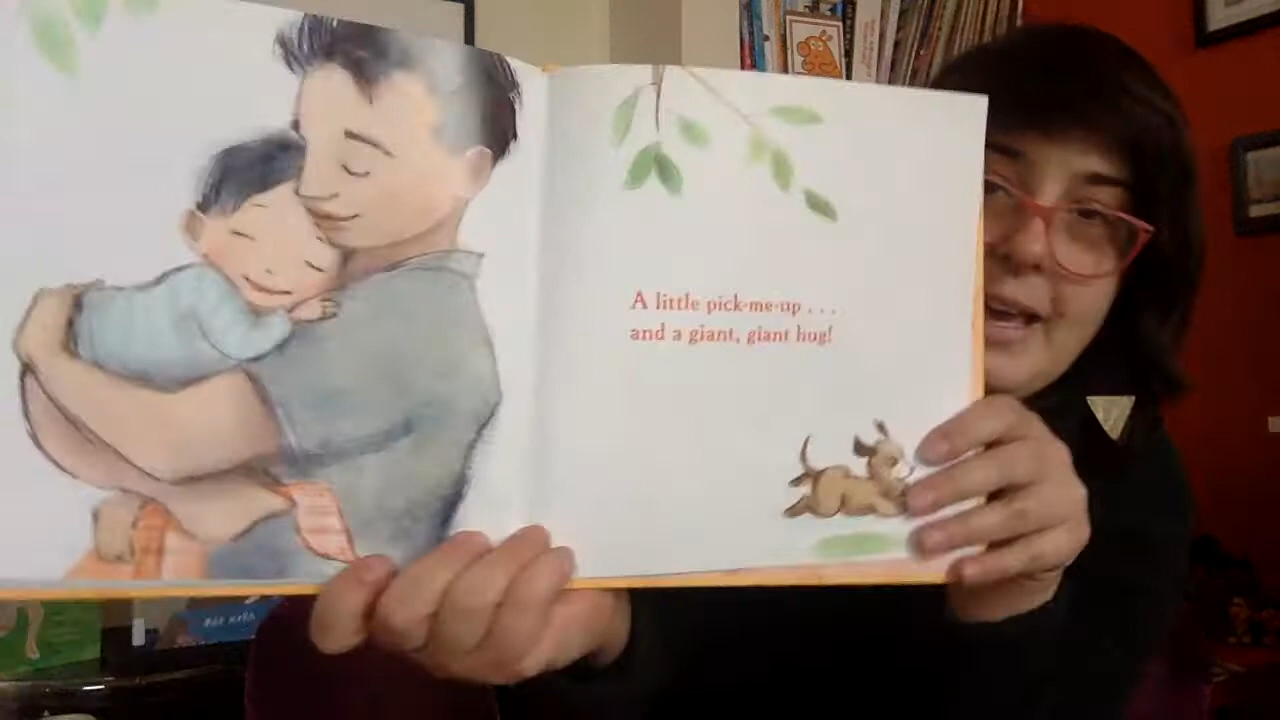 A little pick-me-up . . .
and a giant, giant hug!